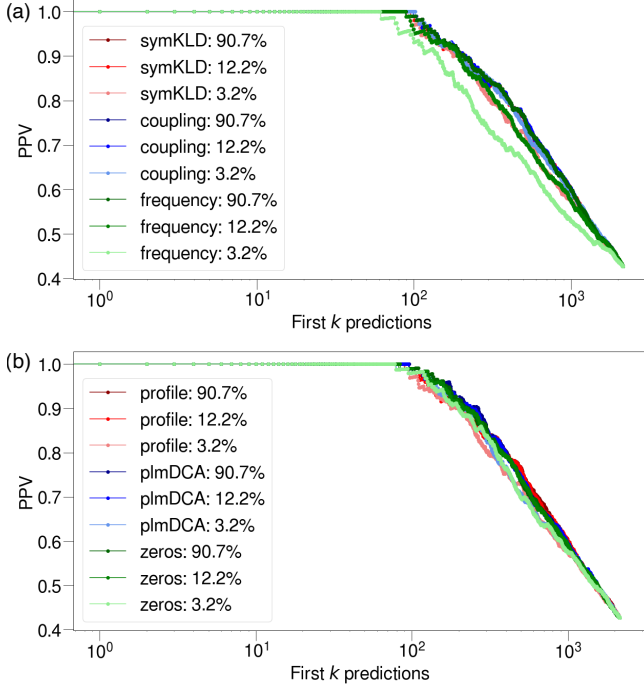 (a)
1.0
0.9
0.8
0.7
0.6
0.5
0.4
PPV
symKLD: 90.7%
symKLD: 12.2%
symKLD: 3.2%
coupling: 90.7%
coupling: 12.2%
coupling: 3.2%
frequency: 90.7%
frequency: 12.2%
frequency: 3.2%
10⁰ 10¹ 10² 10³
First k predictions
(b)
1.0
0.9
0.8
0.7
0.6
0.5
0.4
PPV
profile: 90.7%
profile: 12.2%
profile: 3.2%
plmDCA: 90.7%
plmDCA: 12.2%
plmDCA: 3.2%
zeros: 90.7%
zeros: 12.2%
zeros: 3.2%
10⁰ 10¹ 10² 10³
First k predictions